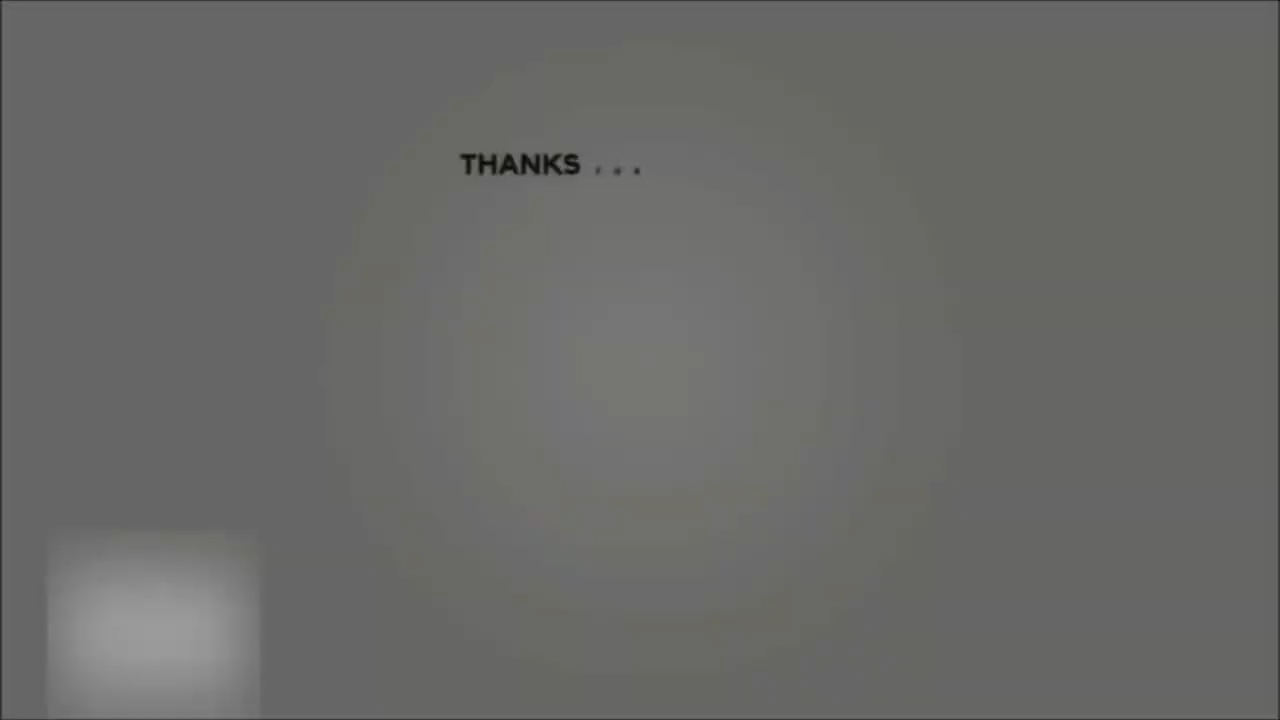 THANKS . . .